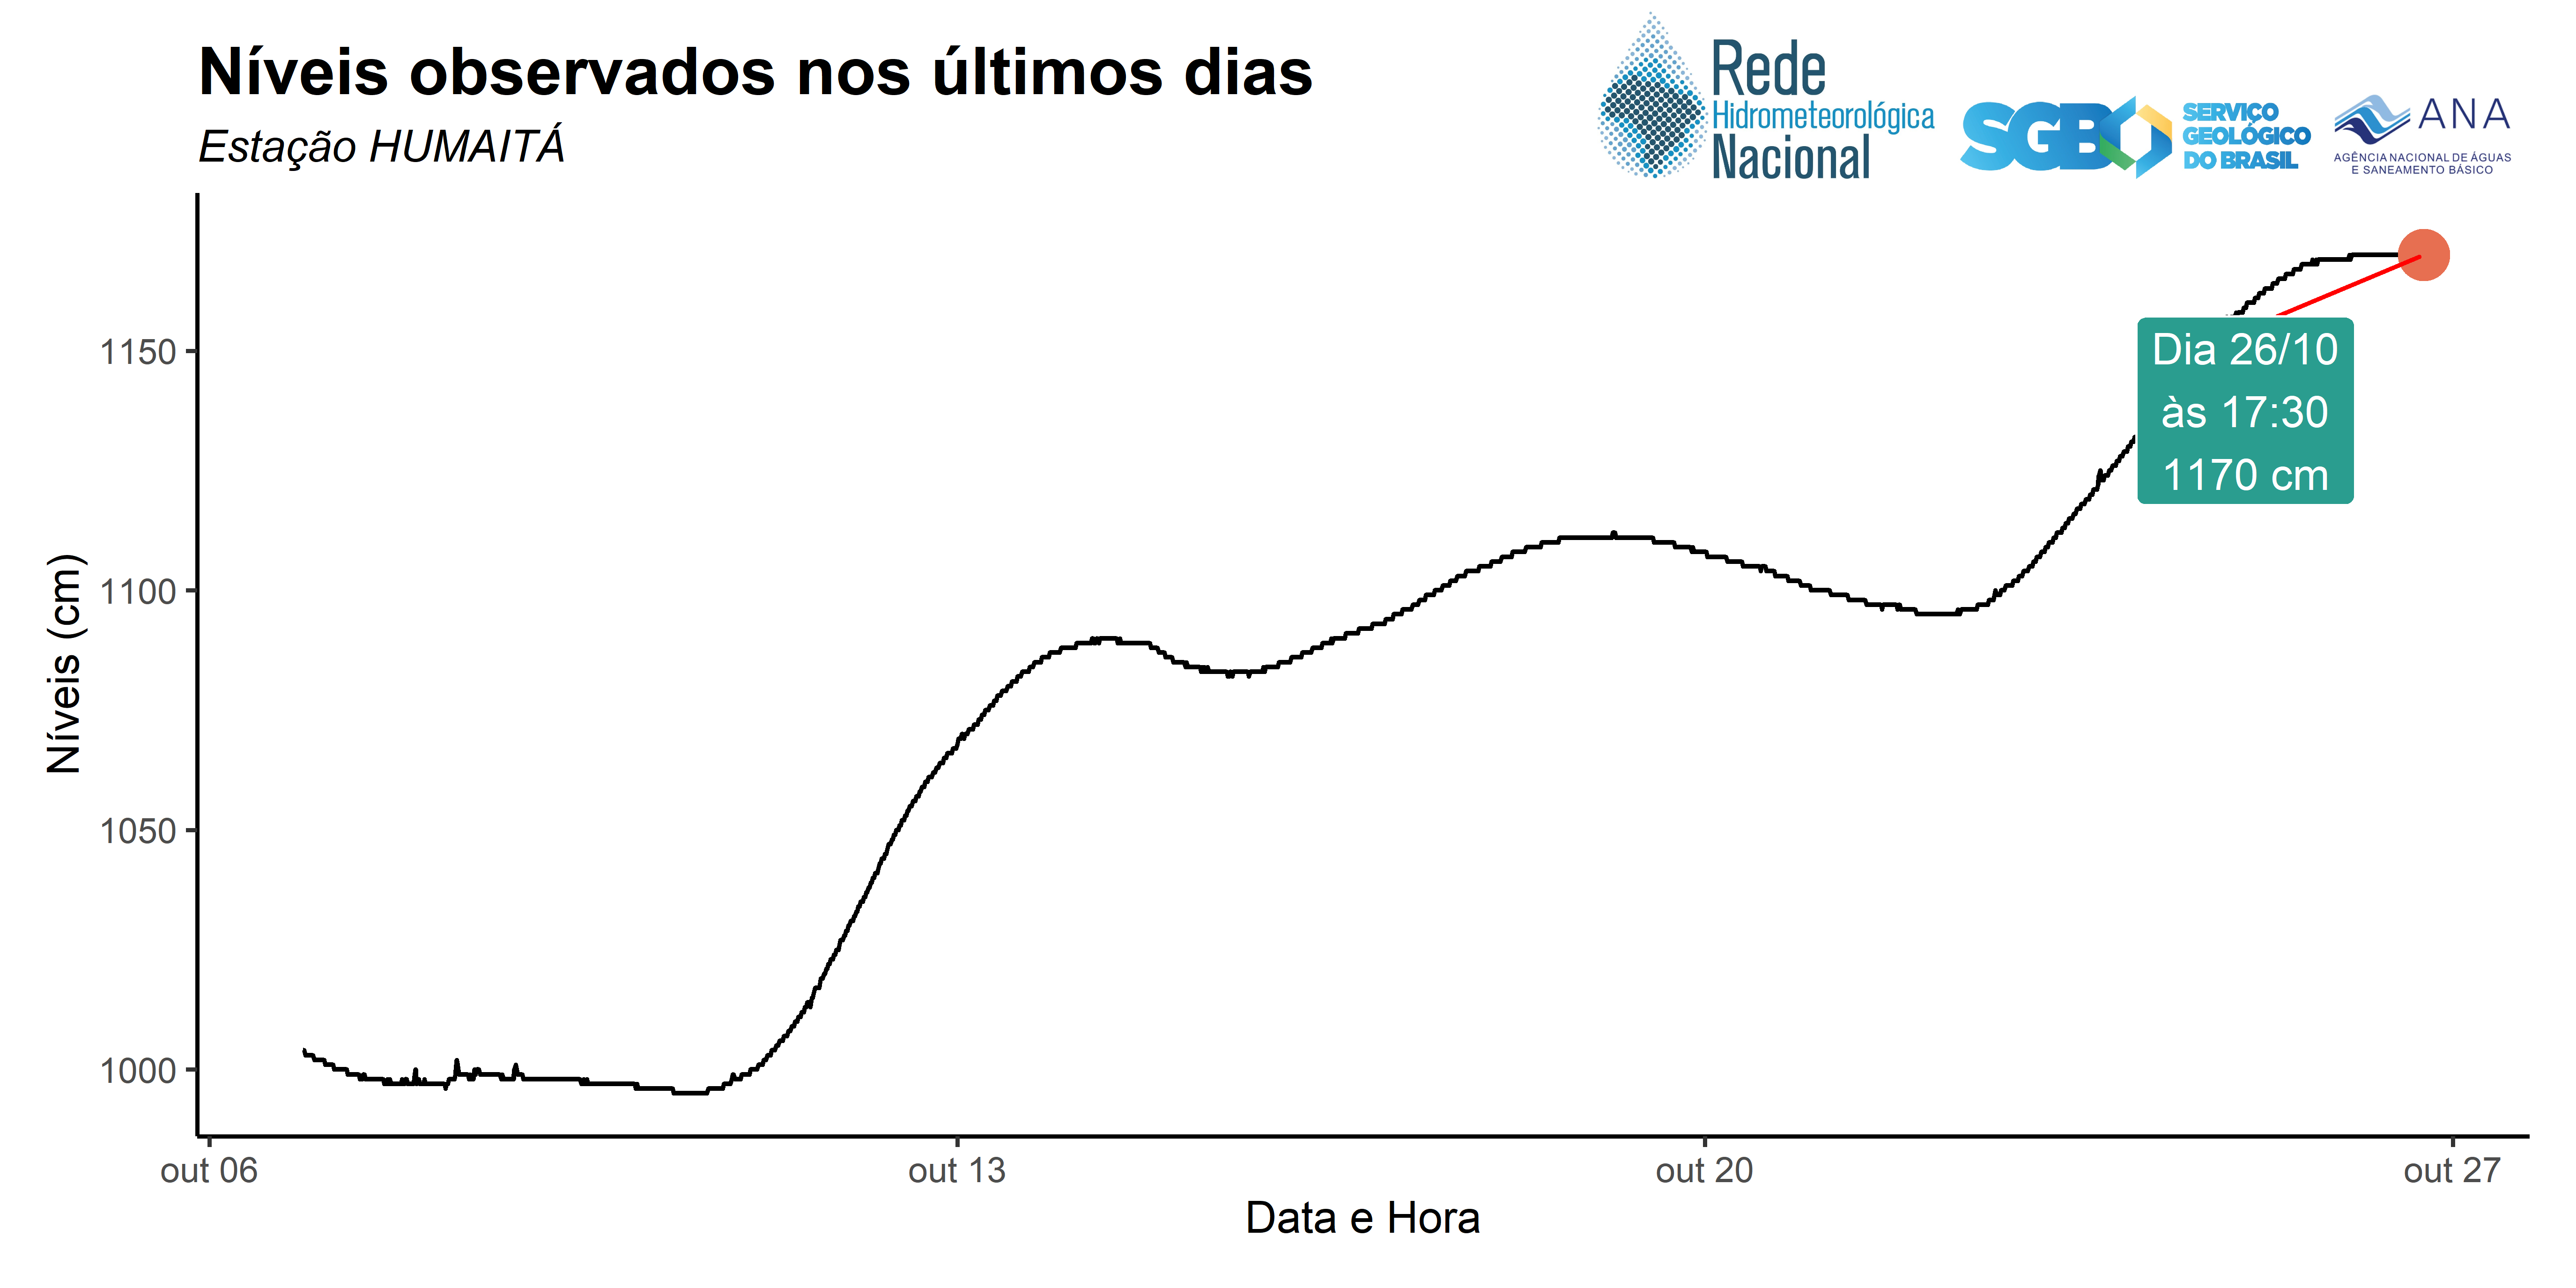 Níveis observados nos últimos dias
Estação HUMAITÁ
Rede
Hidrometeorológica
Nacional
SGB
SERVIÇO
GEOLÓGICO
DO BRASIL
ANA
AGÊNCIA NACIONAL DE ÁGUAS
E SANEAMENTO BÁSICO
Níveis (cm)
1150
1100
1050
1000
Dia 26/10
às 17:30
1170 cm
out 06
out 13
out 20
out 27
Data e Hora